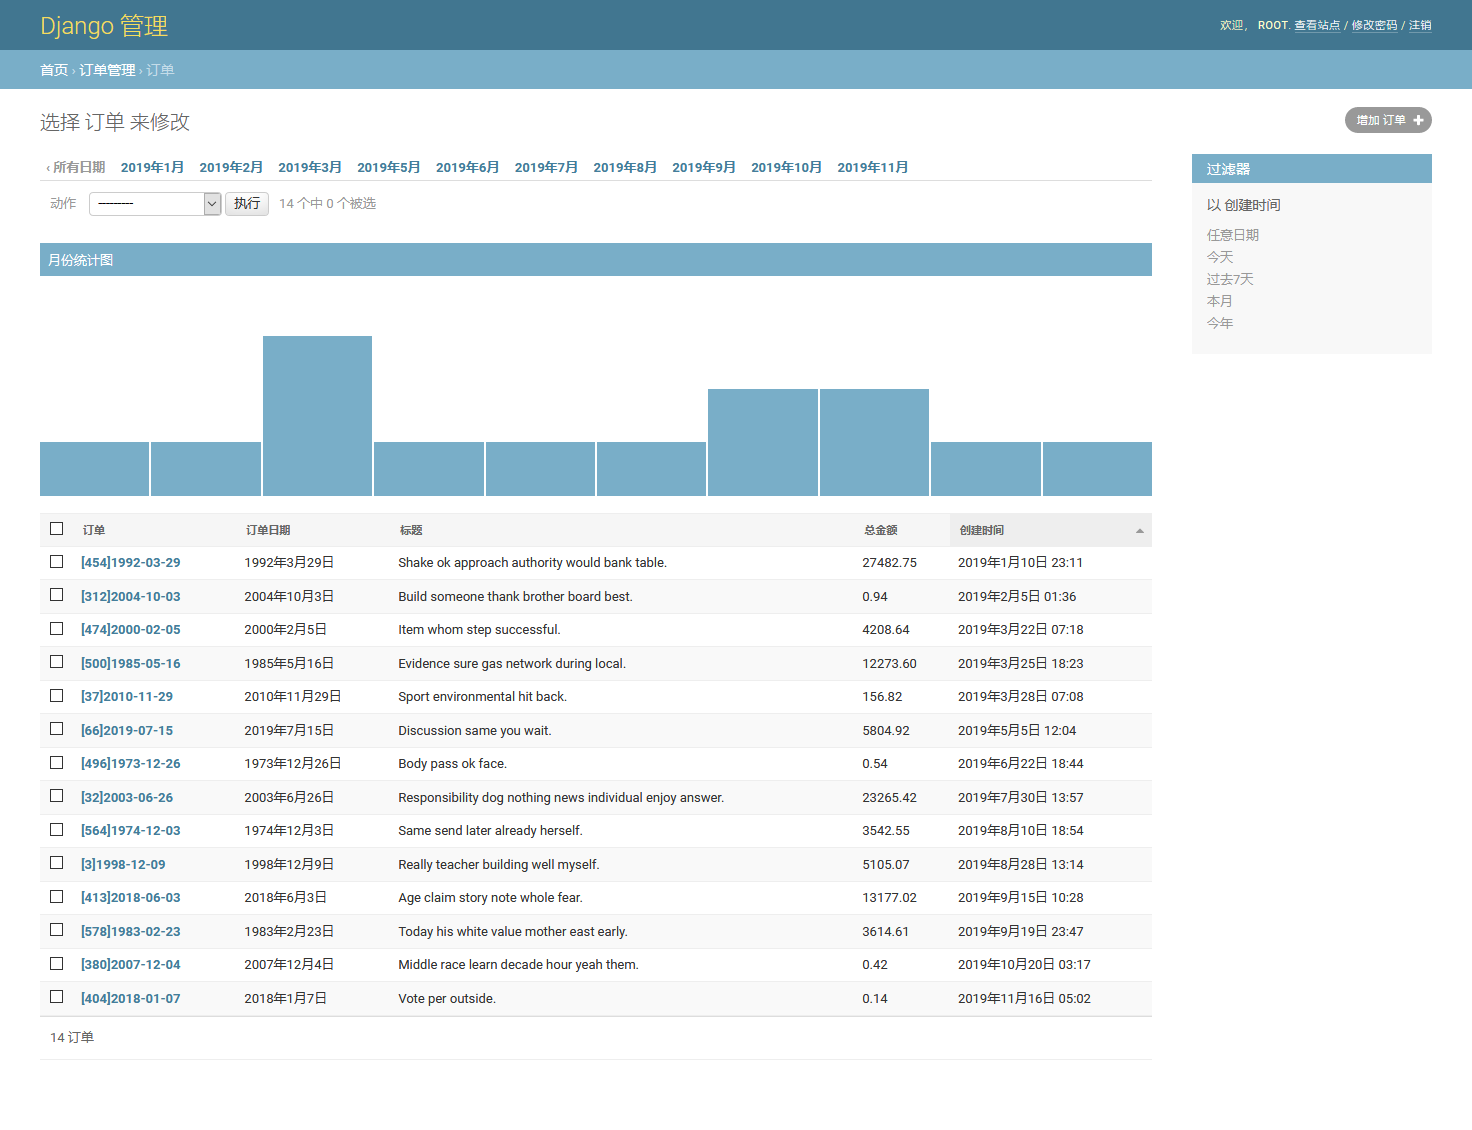 Django 管理
欢迎， ROOT. 查看站点 / 修改密码 / 注销
首页 › 订单管理 › 订单
选择 订单 来修改
增加 订单
‹ 所有日期 2019年1月 2019年2月 2019年3月 2019年5月 2019年6月 2019年7月 2019年8月 2019年9月 2019年10月 2019年11月
动作 --------- 执行 14 个中 0 个被选
过滤器
以 创建时间
任意日期
今天
过去7天
本月
今年
月份统计图
订单 订单日期 标题 总金额 创建时间
[454]1992-03-29 1992年3月29日 Shake ok approach authority would bank table. 27482.75 2019年1月10日 23:11
[312]2004-10-03 2004年10月3日 Build someone thank brother board best. 0.94 2019年2月5日 01:36
[474]2000-02-05 2000年2月5日 Item whom step successful. 4208.64 2019年3月22日 07:18
[500]1985-05-16 1985年5月16日 Evidence sure gas network during local. 12273.60 2019年3月25日 18:23
[37]2010-11-29 2010年11月29日 Sport environmental hit back. 156.82 2019年3月28日 07:08
[66]2019-07-15 2019年7月15日 Discussion same you wait. 5804.92 2019年5月5日 12:04
[496]1973-12-26 1973年12月26日 Body pass ok face. 0.54 2019年6月22日 18:44
[32]2003-06-26 2003年6月26日 Responsibility dog nothing news individual enjoy answer. 23265.42 2019年7月30日 13:57
[564]1974-12-03 1974年12月3日 Same send later already herself. 3542.55 2019年8月10日 18:54
[3]1998-12-09 1998年12月9日 Really teacher building well myself. 5105.07 2019年8月28日 13:14
[413]2018-06-03 2018年6月3日 Age claim story note whole fear. 13177.02 2019年9月15日 10:28
[578]1983-02-23 1983年2月23日 Today his white value mother east early. 3614.61 2019年9月19日 23:47
[380]2007-12-04 2007年12月4日 Middle race learn decade hour yeah them. 0.42 2019年10月20日 03:17
[404]2018-01-07 2018年1月7日 Vote per outside. 0.14 2019年11月16日 05:02
14 订单